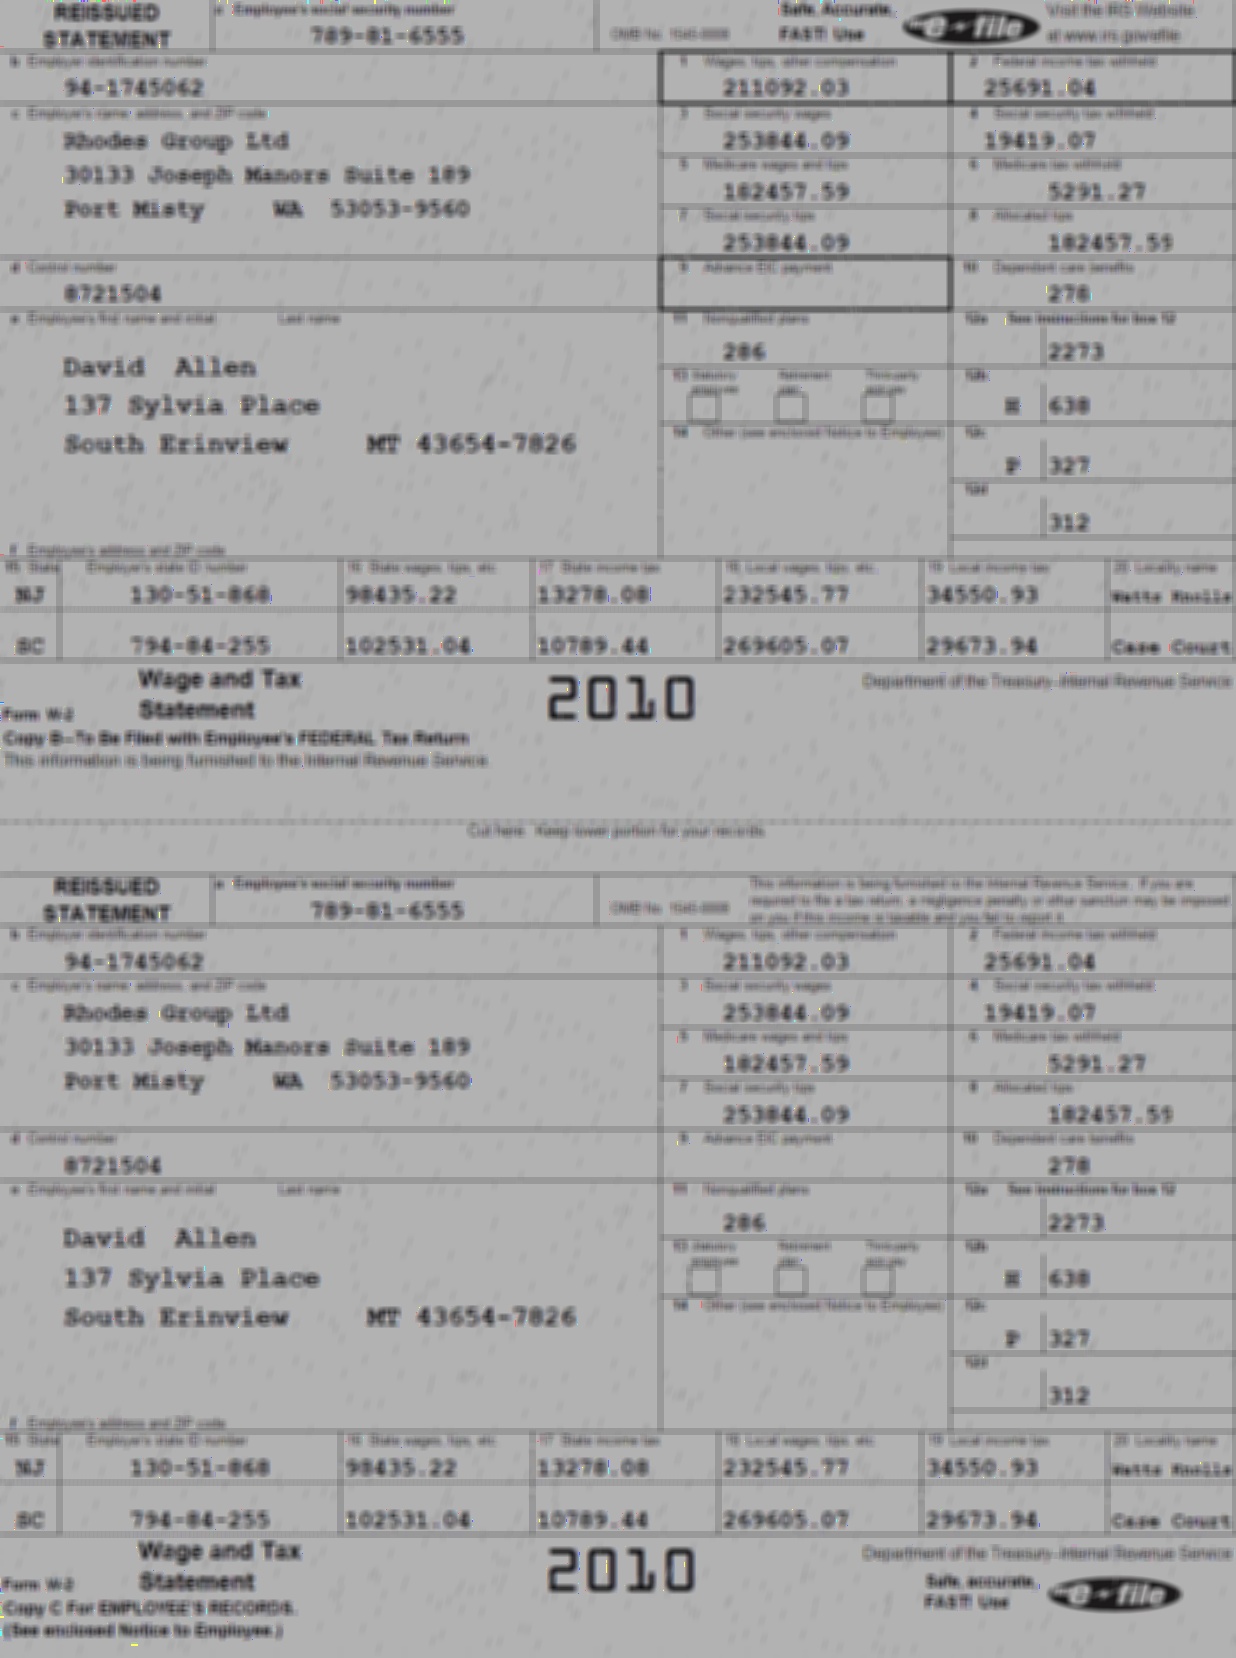 REISSUED STATEMENT
a Employee's social security number
789-81-6555
OMB No. 1545-0008
Safe, Accurate, FAST! Use
e-file
Visit the IRS Website at www.irs.gov/efile
b Employer identification number
94-1745062
1 Wages, tips, other compensation
211092.03
2 Federal income tax withheld
25691.04
c Employer's name, address, and ZIP code
Rhodes Group Ltd
30133 Joseph Manors Suite 189
Port Misty WA 53053-9560
3 Social security wages
253844.09
4 Social security tax withheld
19419.07
5 Medicare wages and tips
182457.59
6 Medicare tax withheld
5291.27
7 Social security tips
253844.09
8 Allocated tips
182457.59
d Control number
8721504
9 Advance EIC payment
10 Dependent care benefits
278
e Employee's first name and initial Last name
David Allen
137 Sylvia Place
South Erinview MT 43654-7826
11 Nonqualified plans
286
12a See instructions for box 12
2273
13 Statutory employee
Retirement plan
Third-party sick pay
12b
H 638
14 Other (see enclosed Notice to Employee)
12c
P 327
12d
312
f Employee's address and ZIP code
15 State Employer's state ID number 16 State wages, tips, etc. 17 State income tax 18 Local wages, tips, etc. 19 Local income tax 20 Locality name
NJ 130-51-868 98435.22 13278.08 232545.77 34550.93 Watts Knolls
SC 794-84-255 102531.04 10789.44 269605.07 29673.94 Case Court
Wage and Tax
Form W-2 Statement
2010
Department of the Treasury-Internal Revenue Service
Copy B-To Be Filed with Employee's FEDERAL Tax Return
This information is being furnished to the Internal Revenue Service.
Cut here. Keep lower portion for your records.
REISSUED STATEMENT
a Employee's social security number
789-81-6555
OMB No. 1545-0008
This information is being furnished to the Internal Revenue Service. If you are
required to file a tax return, a negligence penalty or other sanction may be imposed
on you if this income is taxable and you fail to report it.
b Employer identification number
94-1745062
1 Wages, tips, other compensation
211092.03
2 Federal income tax withheld
25691.04
c Employer's name, address, and ZIP code
Rhodes Group Ltd
30133 Joseph Manors Suite 189
Port Misty WA 53053-9560
3 Social security wages
253844.09
4 Social security tax withheld
19419.07
5 Medicare wages and tips
182457.59
6 Medicare tax withheld
5291.27
7 Social security tips
253844.09
8 Allocated tips
182457.59
d Control number
8721504
9 Advance EIC payment
10 Dependent care benefits
278
e Employee's first name and initial Last name
David Allen
137 Sylvia Place
South Erinview MT 43654-7826
11 Nonqualified plans
286
12a See instructions for box 12
2273
13 Statutory employee
Retirement plan
Third-party sick pay
12b
H 638
14 Other (see enclosed Notice to Employee)
12c
P 327
12d
312
f Employee's address and ZIP code
15 State Employer's state ID number 16 State wages, tips, etc. 17 State income tax 18 Local wages, tips, etc. 19 Local income tax 20 Locality name
NJ 130-51-868 98435.22 13278.08 232545.77 34550.93 Watts Knolls
SC 794-84-255 102531.04 10789.44 269605.07 29673.94 Case Court
Wage and Tax
Form W-2 Statement
2010
Department of the Treasury-Internal Revenue Service
Copy C For EMPLOYEE'S RECORDS.
(See enclosed Notice to Employee.)
Safe, accurate, FAST! Use
e-file